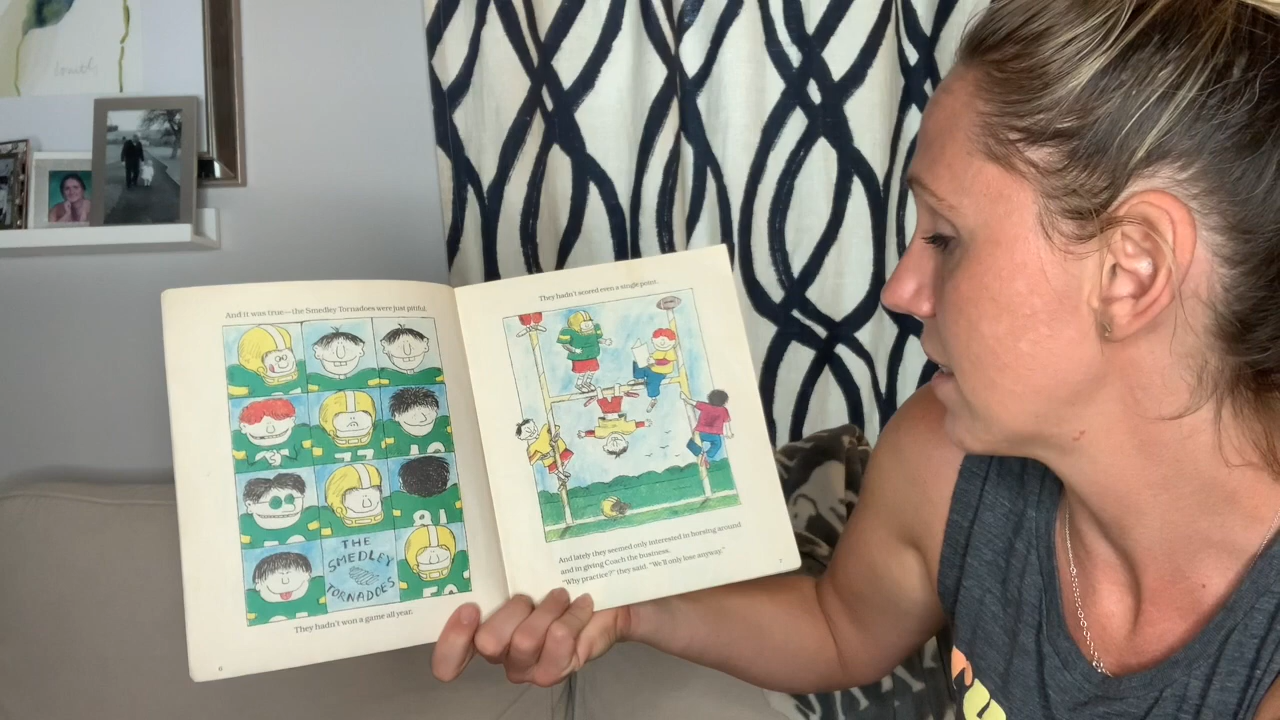 And it was true—the Smedley Tornadoes were just pitiful.
THE
SMEDLEY
TORNADOES
They hadn't won a game all year.
6
They hadn't scored even a single point.
And lately they seemed only interested in horsing around
and in giving Coach the business.
"Why practice?" they said. "We'll only lose anyway."
7